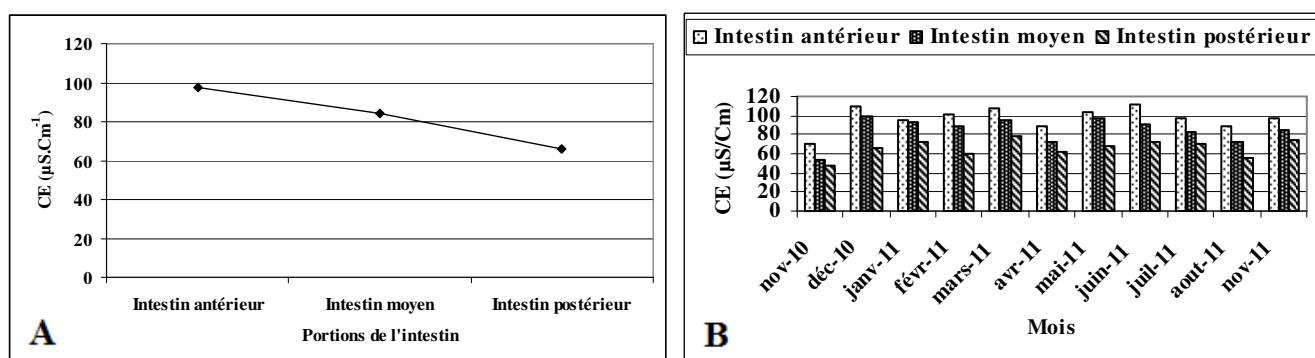 120
100
80
60
40
20
0
CE (µS.Cm-1)
Intestin antérieur Intestin moyen Intestin postérieur
Portions de l'intestin
A
Intestin antérieur Intestin moyen Intestin postérieur
120
100
80
60
40
20
0
CE (µS/Cm)
nov-10 déc-10 janv-11 févr-11 mars-11 avr-11 mai-11 juin-11 juil-11 aout-11 nov-11
Mois
B